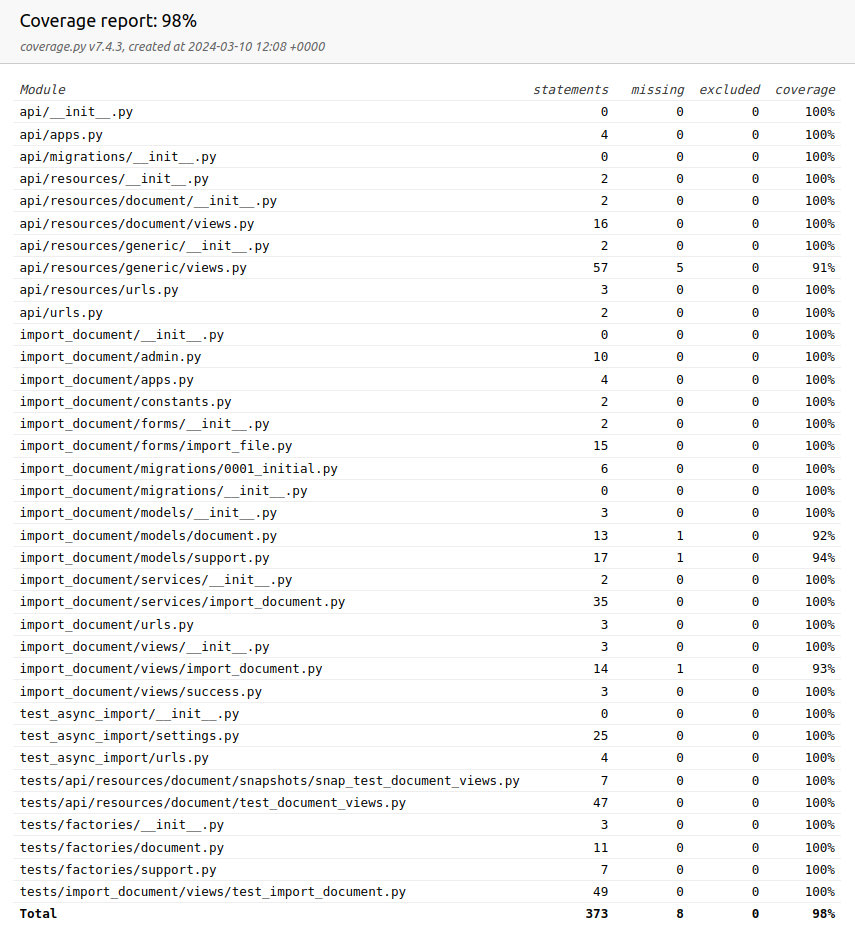 Coverage report: 98%
coverage.py v7.4.3, created at 2024-03-10 12:08 +0000
Module statements missing excluded coverage
api/__init__.py 0 0 0 100%
api/apps.py 4 0 0 100%
api/migrations/__init__.py 0 0 0 100%
api/resources/__init__.py 2 0 0 100%
api/resources/document/__init__.py 2 0 0 100%
api/resources/document/views.py 16 0 0 100%
api/resources/generic/__init__.py 2 0 0 100%
api/resources/generic/views.py 57 5 0 91%
api/resources/urls.py 3 0 0 100%
api/urls.py 2 0 0 100%
import_document/__init__.py 0 0 0 100%
import_document/admin.py 10 0 0 100%
import_document/apps.py 4 0 0 100%
import_document/constants.py 2 0 0 100%
import_document/forms/__init__.py 2 0 0 100%
import_document/forms/import_file.py 15 0 0 100%
import_document/migrations/0001_initial.py 6 0 0 100%
import_document/migrations/__init__.py 0 0 0 100%
import_document/models/__init__.py 3 0 0 100%
import_document/models/document.py 13 1 0 92%
import_document/models/support.py 17 1 0 94%
import_document/services/__init__.py 2 0 0 100%
import_document/services/import_document.py 35 0 0 100%
import_document/urls.py 3 0 0 100%
import_document/views/__init__.py 3 0 0 100%
import_document/views/import_document.py 14 1 0 93%
import_document/views/success.py 3 0 0 100%
test_async_import/__init__.py 0 0 0 100%
test_async_import/settings.py 25 0 0 100%
test_async_import/urls.py 4 0 0 100%
tests/api/resources/document/snapshots/snap_test_document_views.py 7 0 0 100%
tests/api/resources/document/test_document_views.py 47 0 0 100%
tests/factories/__init__.py 3 0 0 100%
tests/factories/document.py 11 0 0 100%
tests/factories/support.py 7 0 0 100%
tests/import_document/views/test_import_document.py 49 0 0 100%
Total 373 8 0 98%